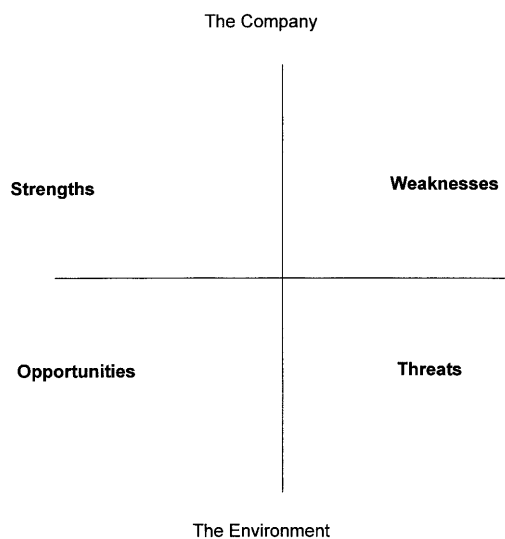 The Company
Strengths
Weaknesses
Opportunities
Threats
The Environment